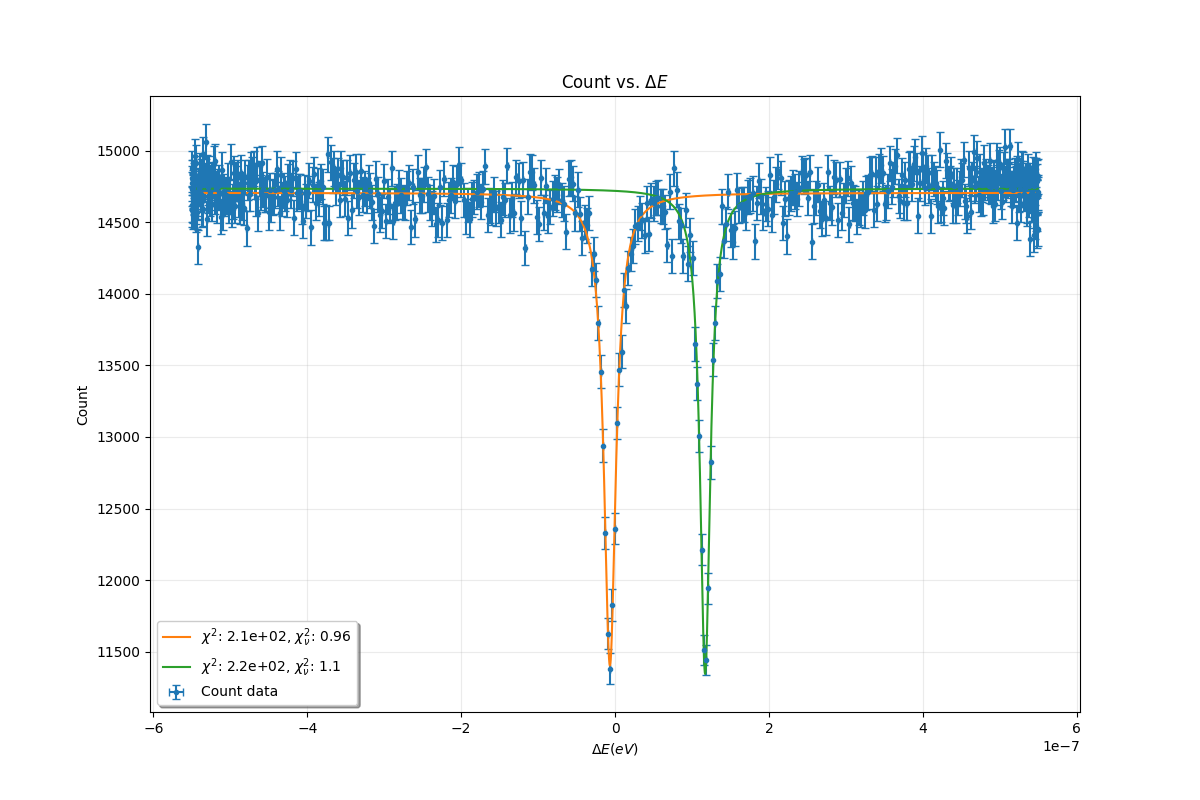 Count vs. ΔE
15000
14500
14000
13500
13000
12500
12000
11500
Count
χ²: 2.1e+02, χ²ᵥ: 0.96
χ²: 2.2e+02, χ²ᵥ: 1.1
Count data
−6 −4 −2 0 2 4 6
1e−7
ΔE(eV)